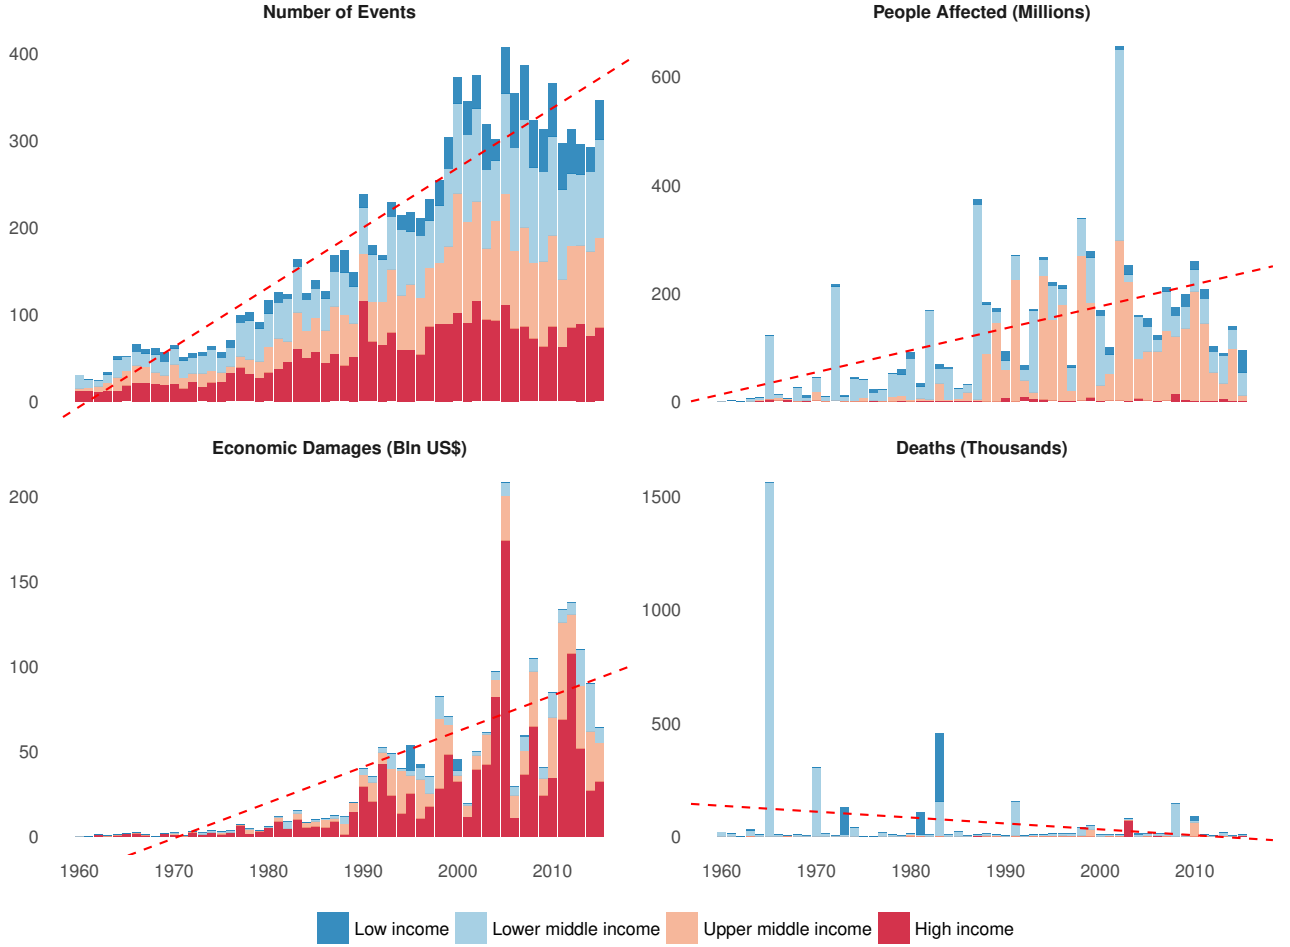 Number of Events
400
300
200
100
0
People Affected (Millions)
600
400
200
0
Economic Damages (Bln US$)
200
150
100
50
0
1960 1970 1980 1990 2000 2010
Deaths (Thousands)
1500
1000
500
0
1960 1970 1980 1990 2000 2010
Low income Lower middle income Upper middle income High income